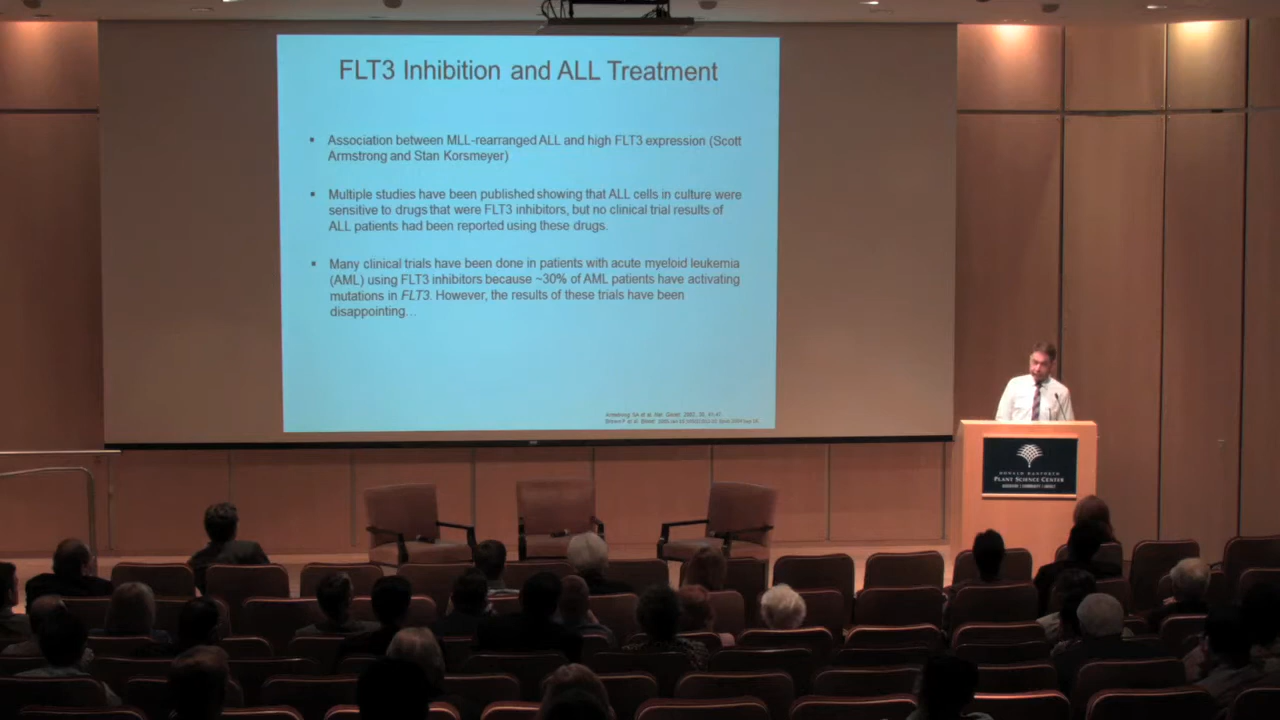 FLT3 Inhibition and ALL Treatment
Association between MLL-rearranged ALL and high FLT3 expression (Scott
Armstrong and Stan Korsmeyer)
Multiple studies have been published showing that ALL cells in culture were
sensitive to drugs that were FLT3 inhibitors, but no clinical trial results of
ALL patients had been reported using these drugs.
Many clinical trials have been done in patients with acute myeloid leukemia
(AML) using FLT3 inhibitors because ~30% of AML patients have activating
mutations in FLT3. However, the results of these trials have been
disappointing…
DONALD DANFORTH
PLANT SCIENCE CENTER